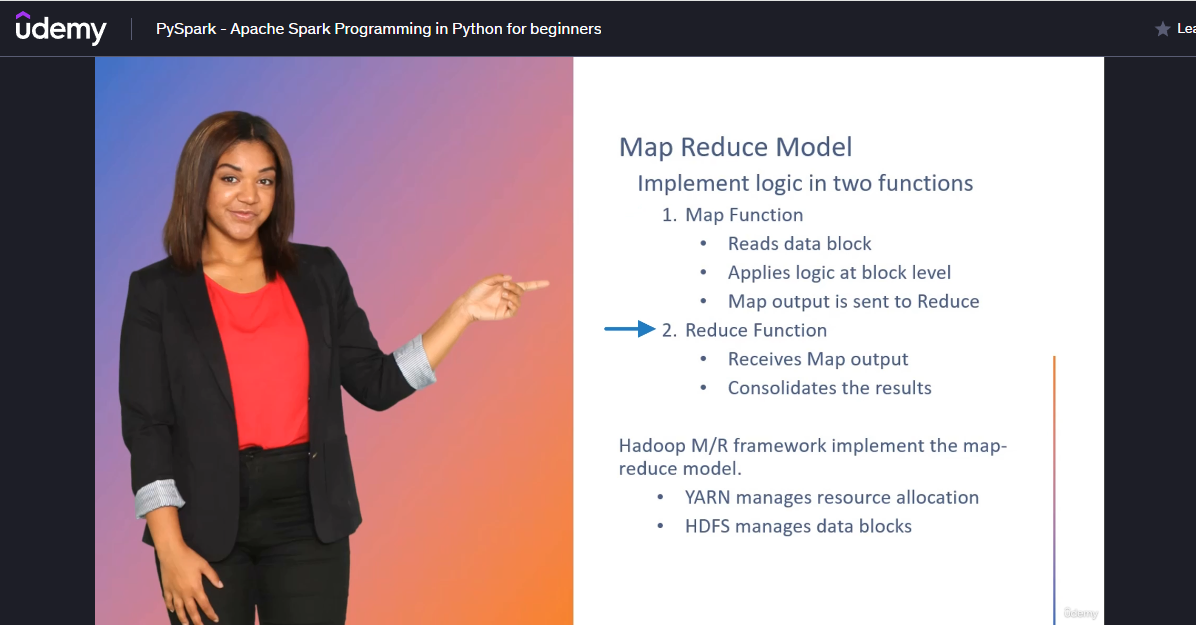 ûdemy
PySpark - Apache Spark Programming in Python for beginners
Lea
Map Reduce Model
Implement logic in two functions
1. Map Function
• Reads data block
• Applies logic at block level
• Map output is sent to Reduce
2. Reduce Function
• Receives Map output
• Consolidates the results
Hadoop M/R framework implement the map-
reduce model.
• YARN manages resource allocation
• HDFS manages data blocks
ûdemy